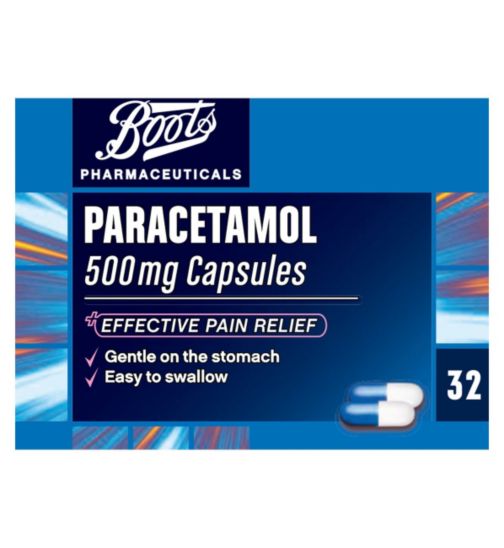 Boots
PHARMACEUTICALS
PARACETAMOL
500mg Capsules
EFFECTIVE PAIN RELIEF
Gentle on the stomach
Easy to swallow
32